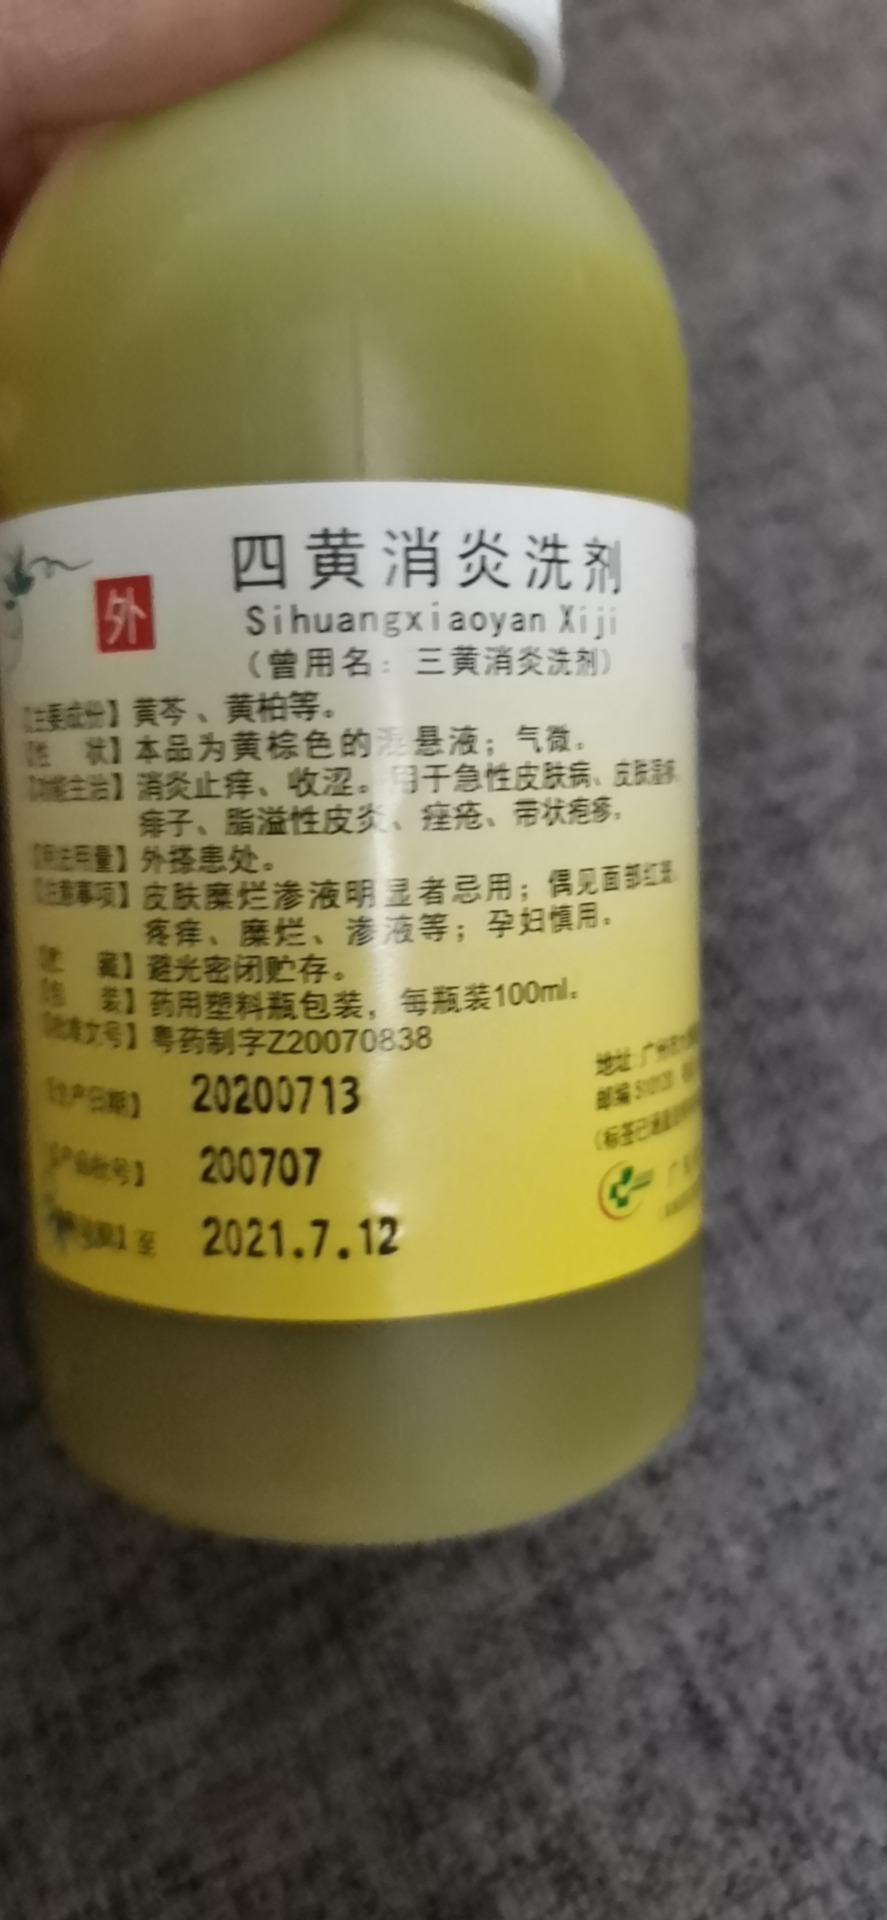 外
四黄消炎洗剂
Sihuangxiaoyan Xiji
（曾用名：三黄消炎洗剂）
【主要成份】黄芩、黄柏等。
【性 状】本品为黄棕色的混悬液；气微。
【功能主治】消炎止痒、收涩。用于急性皮肤病、皮肤湿疹、
痱子、脂溢性皮炎、痤疮、带状疱疹。
【用法用量】外搽患处。
【注意事项】皮肤糜烂渗液明显者忌用；偶见面部红斑、
疼痒、糜烂、渗液等；孕妇慎用。
【贮 藏】避光密闭贮存。
【包 装】药用塑料瓶包装，每瓶装100ml。
【批准文号】粤药制字Z20070838
【生产日期】 20200713
【产品批号】 200707
至 2021.7.12
地址:广州市
邮编
（标签已
广